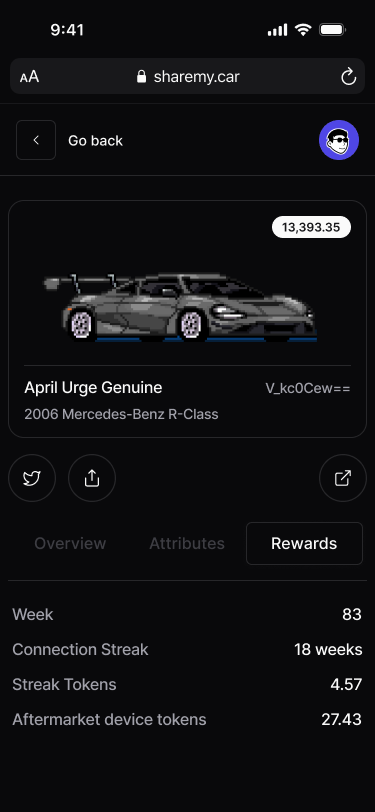 9:41
AA sharemy.car
Go back
13,393.35
April Urge Genuine V_kc0Cew==
2006 Mercedes-Benz R-Class
Overview Attributes Rewards
Week 83
Connection Streak 18 weeks
Streak Tokens 4.57
Aftermarket device tokens 27.43